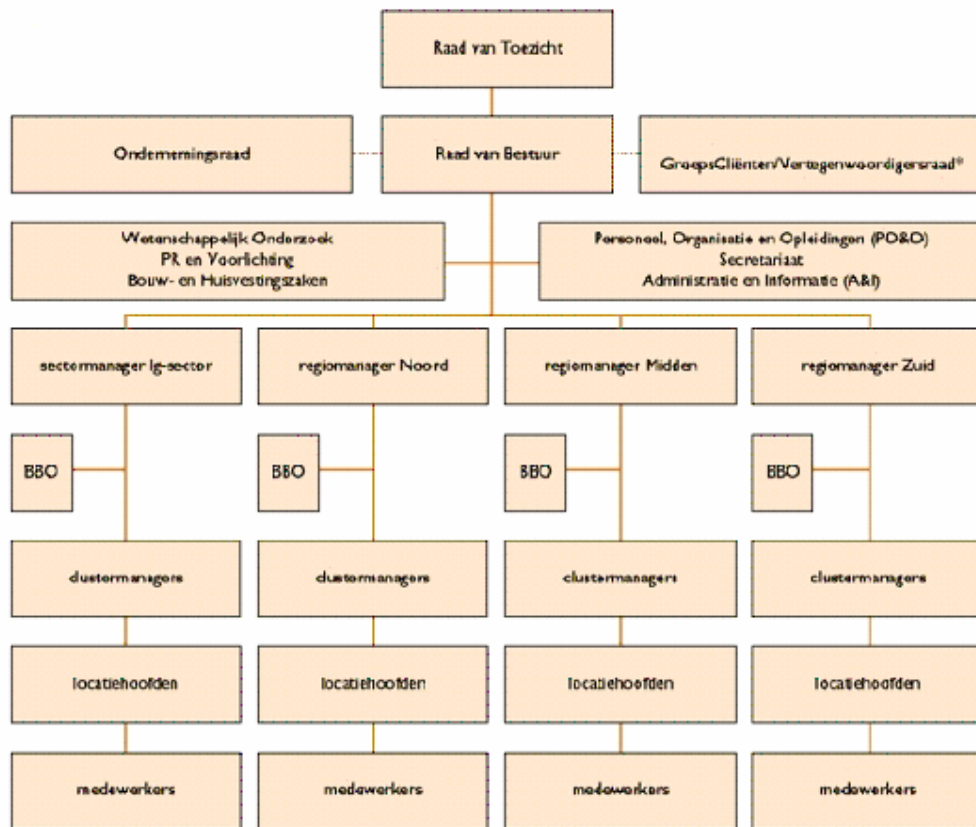 Raad van Toezicht
Ondernemingsraad
Raad van Bestuur
GroepsCliënten/Vertegenwoordigersraad*
Wetenschappelijk Onderzoek
PR en Voorlichting
Bouw- en Huisvestingszaken
Personeel, Organisatie en Opleidingen (PO&O)
Secretariaat
Administratie en Informatie (A&I)
sectormanager lg-sector
regiomanager Noord
regiomanager Midden
regiomanager Zuid
BBO
BBO
BBO
BBO
clustermanagers
clustermanagers
clustermanagers
clustermanagers
locatiehoofden
locatiehoofden
locatiehoofden
locatiehoofden
medewerkers
medewerkers
medewerkers
medewerkers